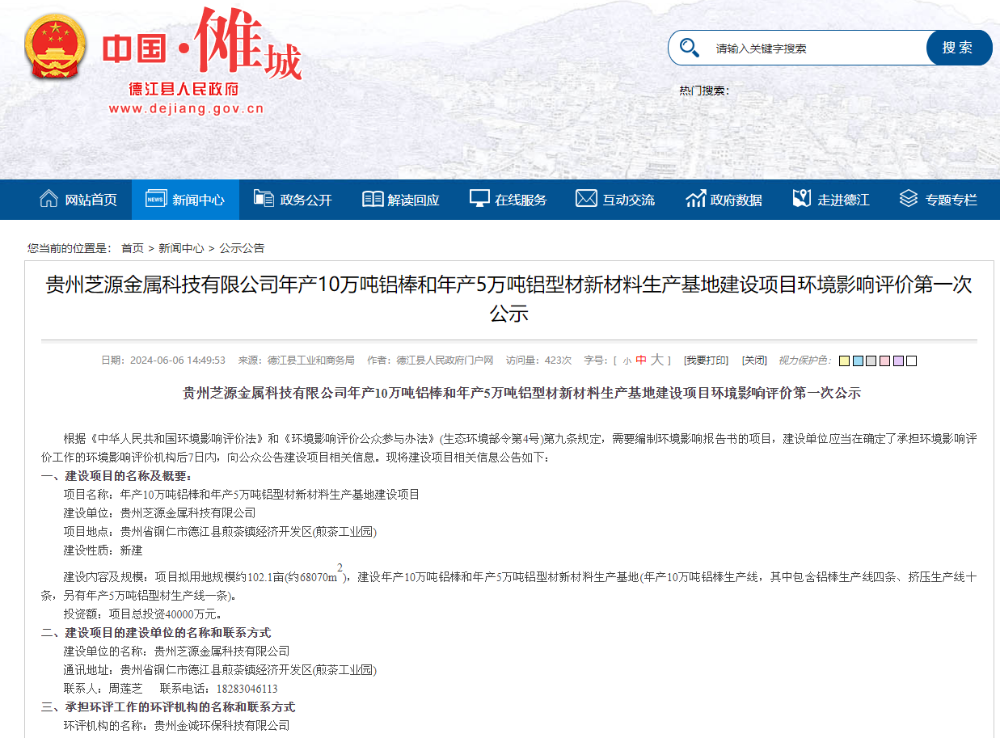 中国·傩城
德江县人民政府
www.dejiang.gov.cn
请输入关键字搜索
搜 索
热门搜索：
网站首页 NEWS 新闻中心 政务公开 解读回应 在线服务 互动交流 政府数据 走进德江 专题专栏
您当前的位置是： 首页 > 新闻中心 > 公示公告
贵州芝源金属科技有限公司年产10万吨铝棒和年产5万吨铝型材新材料生产基地建设项目环境影响评价第一次
公示
日期：2024-06-06 14:49:53 来源：德江县工业和商务局 作者：德江县人民政府门户网 访问量：423次 字号：[ 小 中 大 ] [我要打印] [关闭] 视力保护色：
贵州芝源金属科技有限公司年产10万吨铝棒和年产5万吨铝型材新材料生产基地建设项目环境影响评价第一次公示
根据《中华人民共和国环境影响评价法》和《环境影响评价公众参与办法》(生态环境部令第4号)第九条规定，需要编制环境影响报告书的项目，建设单位应当在确定了承担环境影响评
价工作的环境影响评价机构后7日内，向公众公告建设项目相关信息。现将建设项目相关信息公告如下：
一、建设项目的名称及概要：
项目名称：年产10万吨铝棒和年产5万吨铝型材新材料生产基地建设项目
建设单位：贵州芝源金属科技有限公司
项目地点：贵州省铜仁市德江县煎茶镇经济开发区(煎茶工业园)
建设性质：新建
建设内容及规模：项目拟用地规模约102.1亩(约68070m²)，建设年产10万吨铝棒和年产5万吨铝型材新材料生产基地(年产10万吨铝棒生产线，其中包含铝棒生产线四条、挤压生产线十
条，另有年产5万吨铝型材生产线一条)。
投资额：项目总投资40000万元。
二、建设项目的建设单位的名称和联系方式
建设单位的名称：贵州芝源金属科技有限公司
通讯地址：贵州省铜仁市德江县煎茶镇经济开发区(煎茶工业园)
联系人：周莲芝 联系电话：18283046113
三、承担环评工作的环评机构的名称和联系方式
环评机构的名称：贵州金诚环保科技有限公司